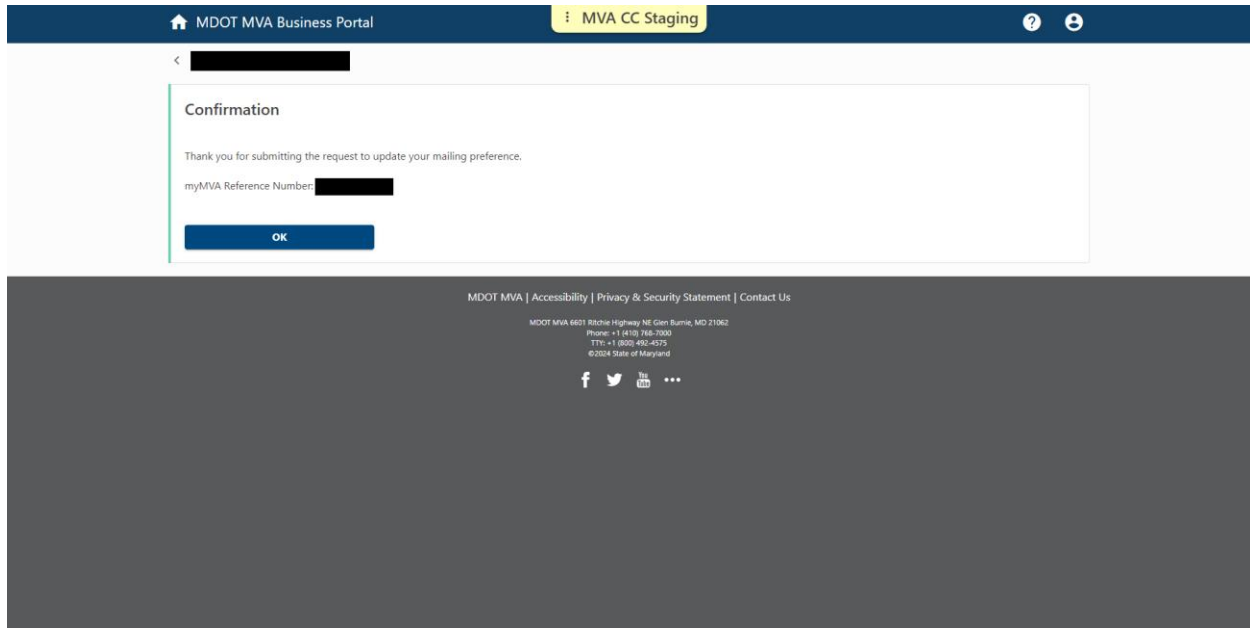 MDOT MVA Business Portal
MVA CC Staging
Confirmation
Thank you for submitting the request to update your mailing preference.
myMVA Reference Number:
OK
MDOT MVA | Accessibility | Privacy & Security Statement | Contact Us
MDOT MVA 6601 Ritchie Highway NE Glen Burnie, MD 21062
Phone: +1 (410) 768-7000
TTY: +1 (800) 492-4575
©2024 State of Maryland
You
Tube